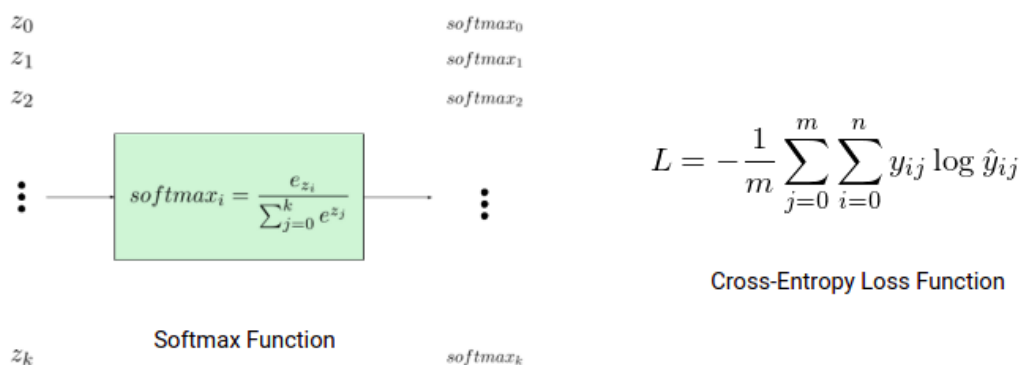 z_0 softmax_0
z_1 softmax_1
z_2 softmax_2
softmax_i = \frac{e_{z_i}}{\sum_{j=0}^{k} e^{z_j}}
L = -\frac{1}{m} \sum_{j=0}^{m} \sum_{i=0}^{n} y_{ij} \log \hat{y}_{ij}
Cross-Entropy Loss Function
Softmax Function
z_k softmax_k